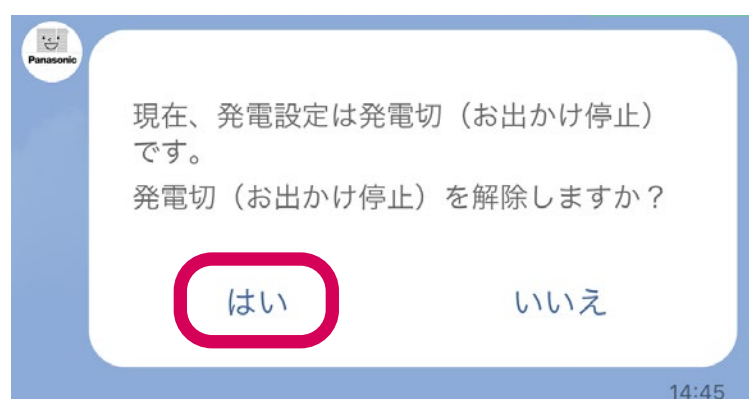 Panasonic
現在、発電設定は発電切（お出かけ停止）
です。
発電切（お出かけ停止）を解除しますか？
はい
いいえ
14:45